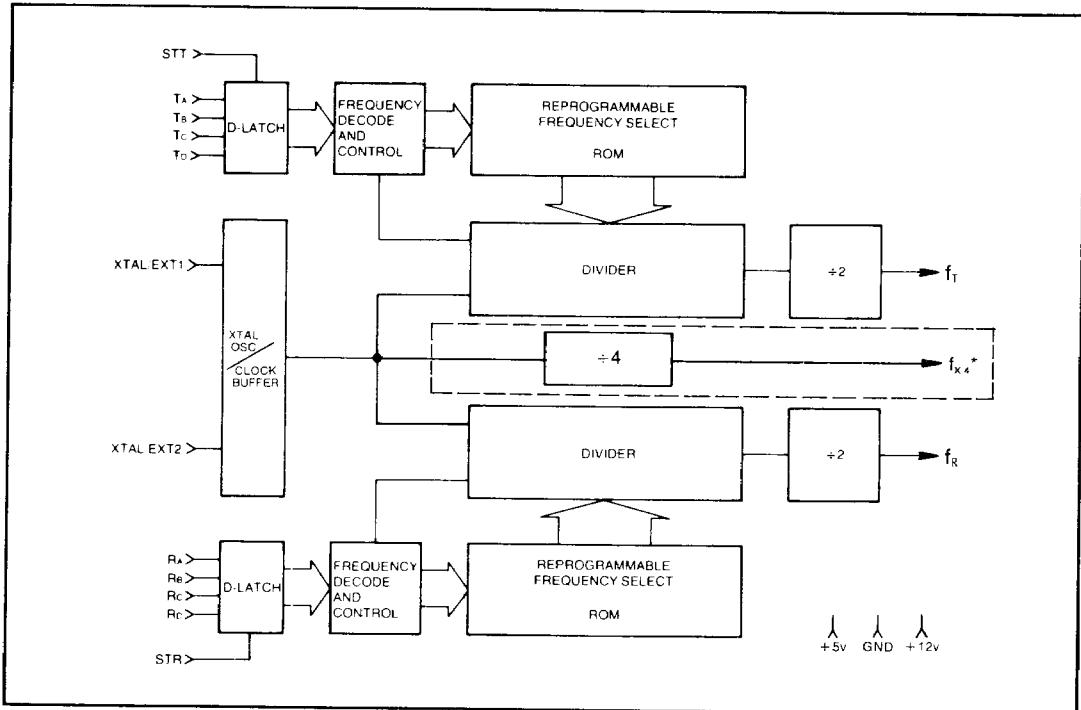 STT
TA
TB
TC
TD
D-LATCH
FREQUENCY
DECODE
AND
CONTROL
REPROGRAMMABLE
FREQUENCY SELECT
ROM
XTAL/EXT1
XTAL
OSC
CLOCK
BUFFER
XTAL/EXT2
DIVIDER
÷2
fT
÷4
fX4*
DIVIDER
÷2
fR
RA
RB
RC
RD
D-LATCH
STR
FREQUENCY
DECODE
AND
CONTROL
REPROGRAMMABLE
FREQUENCY SELECT
ROM
+5v GND +12v